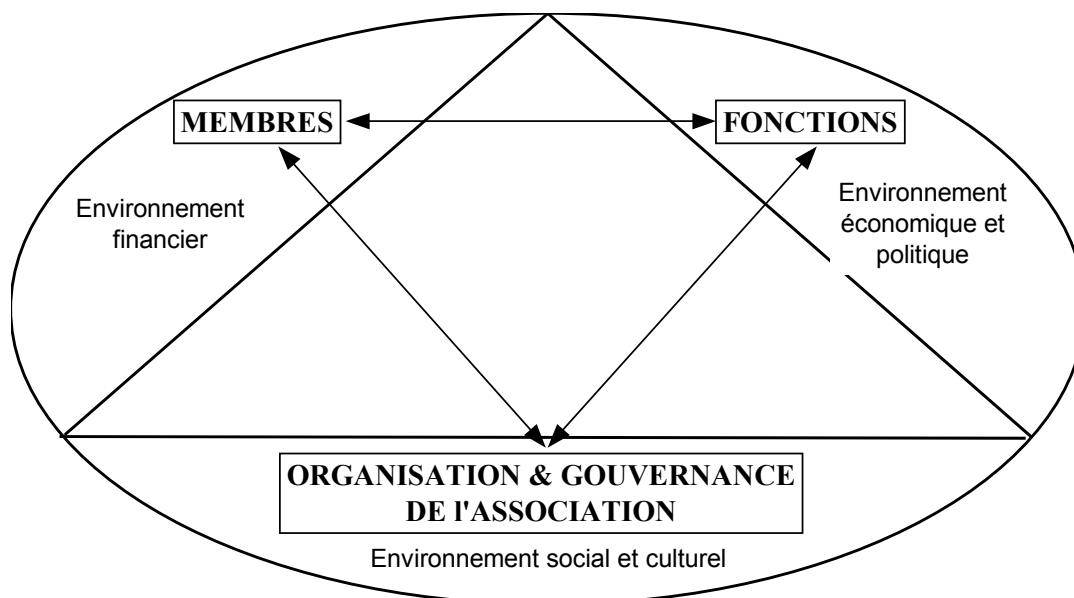 MEMBRES
FONCTIONS
Environnement
financier
Environnement
économique et
politique
ORGANISATION & GOUVERNANCE
DE l'ASSOCIATION
Environnement social et culturel